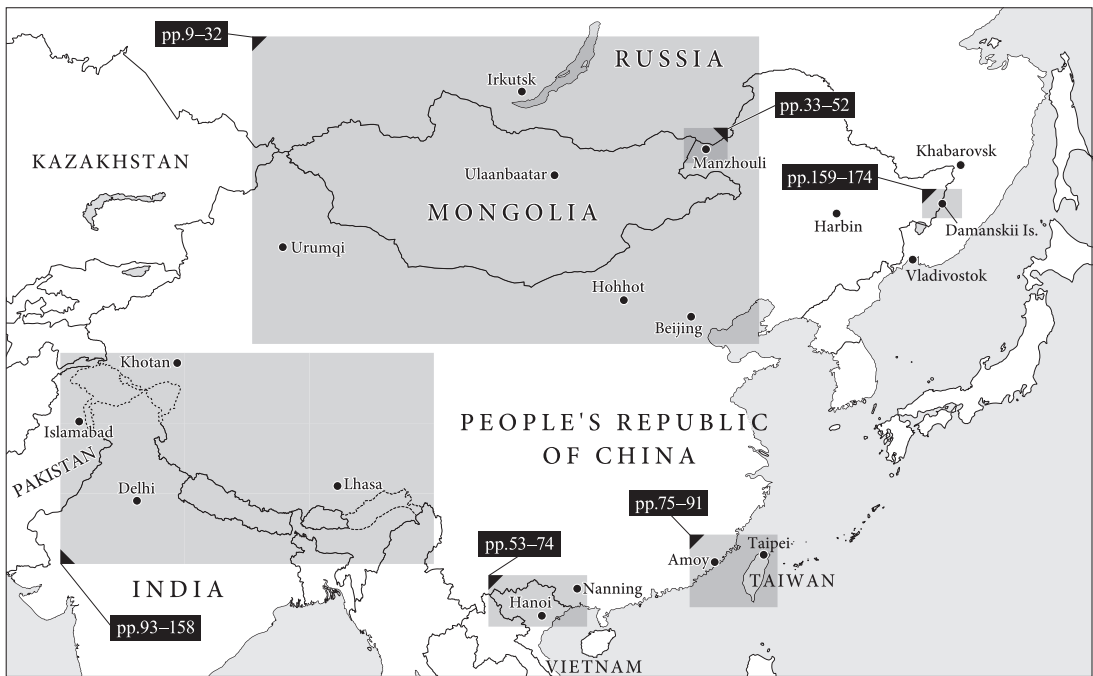 pp.9–32
RUSSIA
Irkutsk
pp.33–52
KAZAKHSTAN
Manzhouli
Khabarovsk
Ulaanbaatar
pp.159–174
MONGOLIA
Harbin
Damanskii Is.
Urumqi
Vladivostok
Hohhot
Beijing
Khotan
PEOPLE'S REPUBLIC
OF CHINA
Islamabad
PAKISTAN
Delhi
Lhasa
pp.75–91
pp.53–74
Taipei
Amoy
TAIWAN
INDIA
Nanning
Hanoi
pp.93–158
VIETNAM